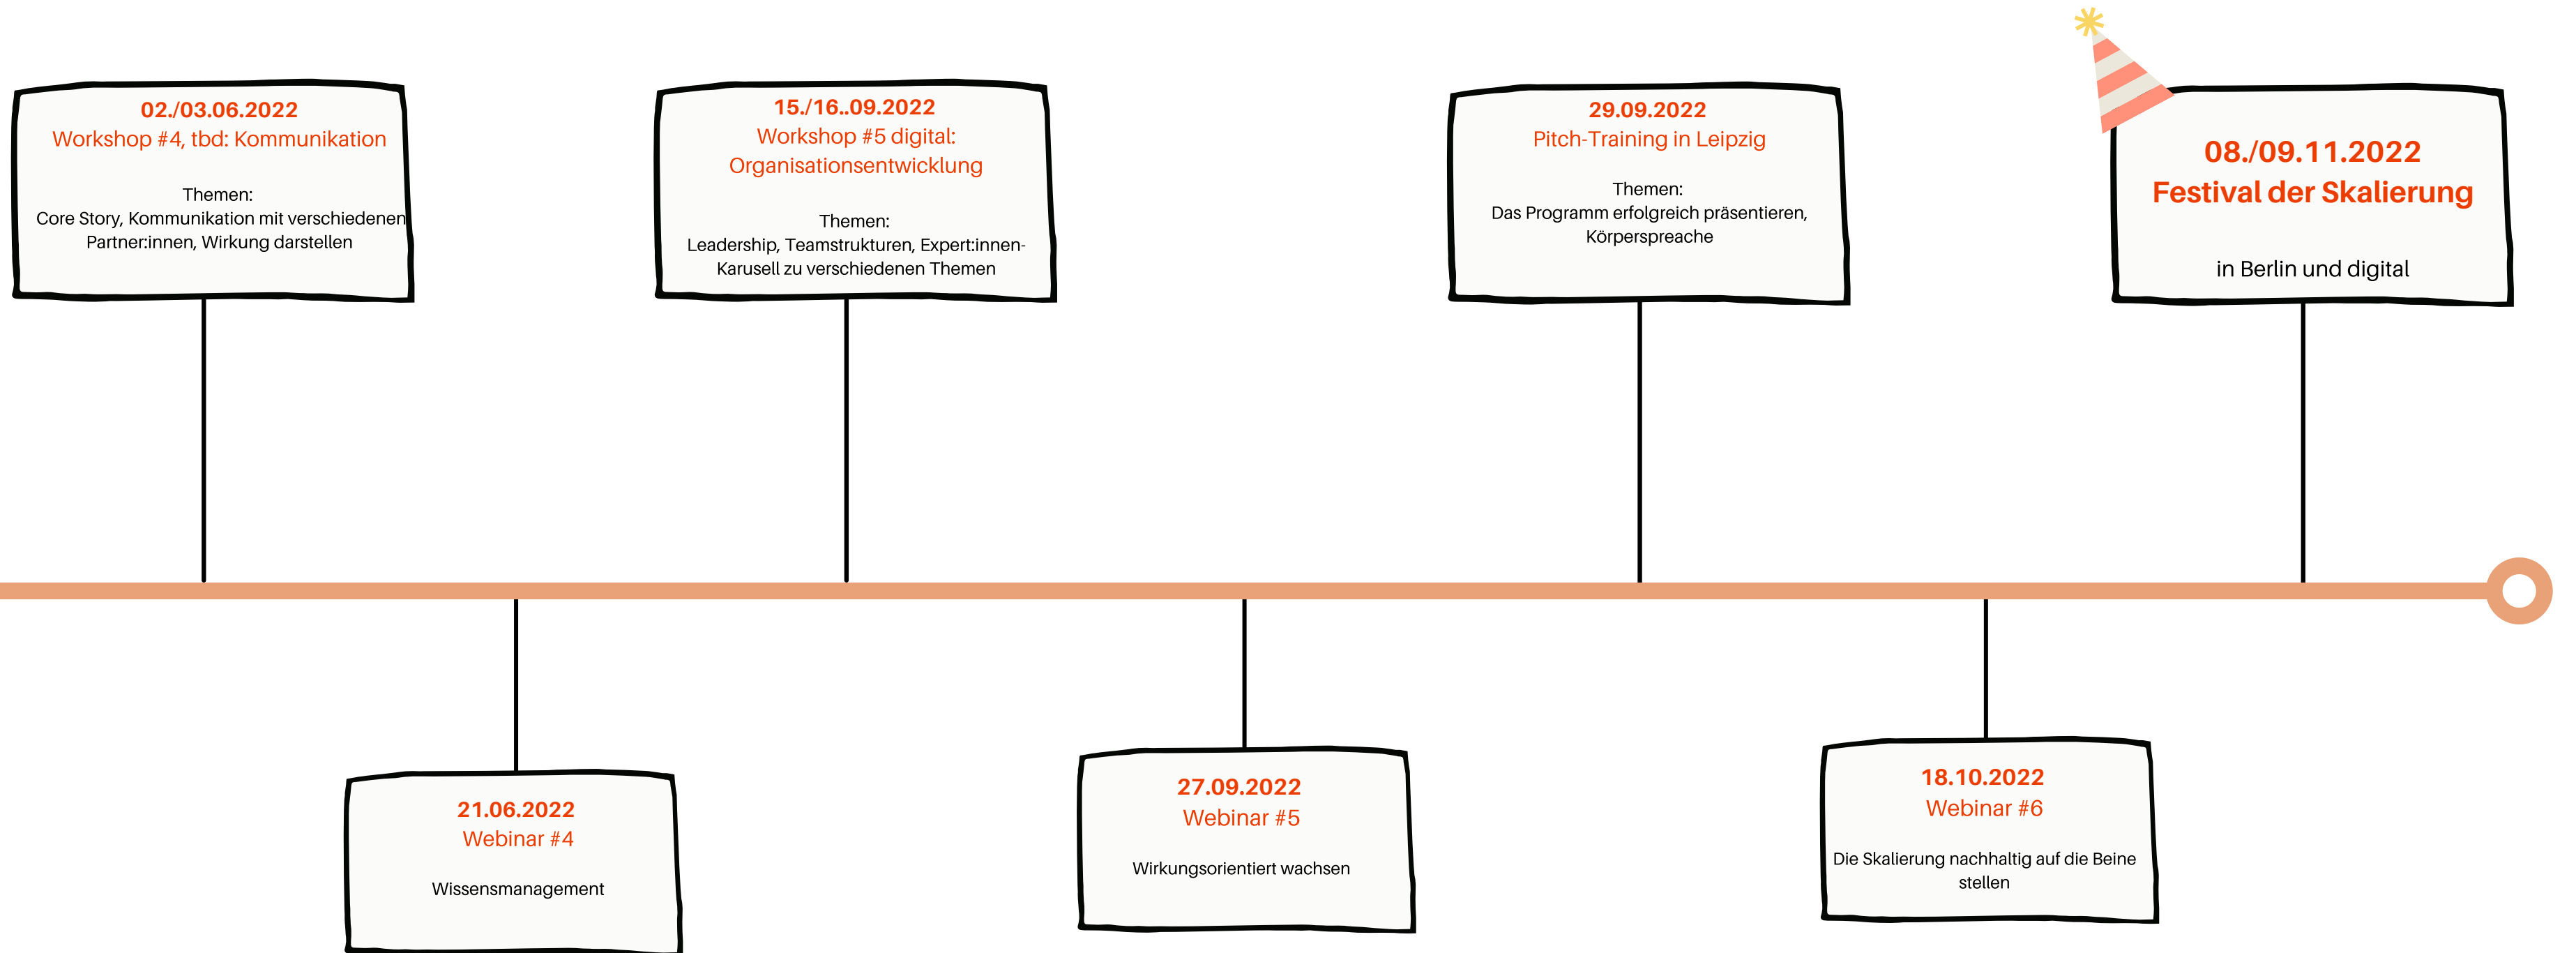 02./03.06.2022
Workshop #4, tbd: Kommunikation
Themen:
Core Story, Kommunikation mit verschiedenen
Partner:innen, Wirkung darstellen
15./16..09.2022
Workshop #5 digital:
Organisationsentwicklung
Themen:
Leadership, Teamstrukturen, Expert:innen-
Karusell zu verschiedenen Themen
29.09.2022
Pitch-Training in Leipzig
Themen:
Das Programm erfolgreich präsentieren,
Körperspreache
08./09.11.2022
Festival der Skalierung
in Berlin und digital
21.06.2022
Webinar #4
Wissensmanagement
27.09.2022
Webinar #5
Wirkungsorientiert wachsen
18.10.2022
Webinar #6
Die Skalierung nachhaltig auf die Beine
stellen